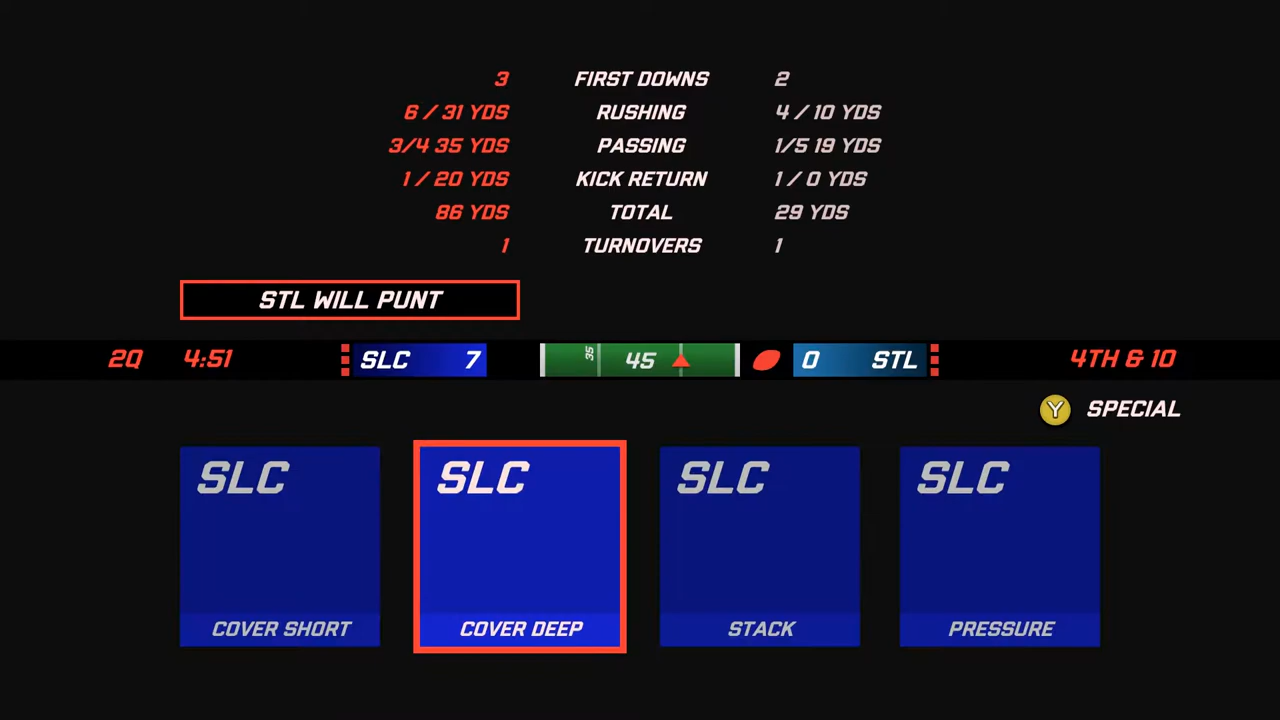 3 FIRST DOWNS 2
6 / 31 YDS RUSHING 4 / 10 YDS
3/4 35 YDS PASSING 1/5 19 YDS
1 / 20 YDS KICK RETURN 1 / 0 YDS
86 YDS TOTAL 29 YDS
1 TURNOVERS 1
STL WILL PUNT
2Q 4:51 SLC 7 35 45 0 STL 4TH & 10
Y SPECIAL
SLC SLC SLC SLC
COVER SHORT COVER DEEP STACK PRESSURE